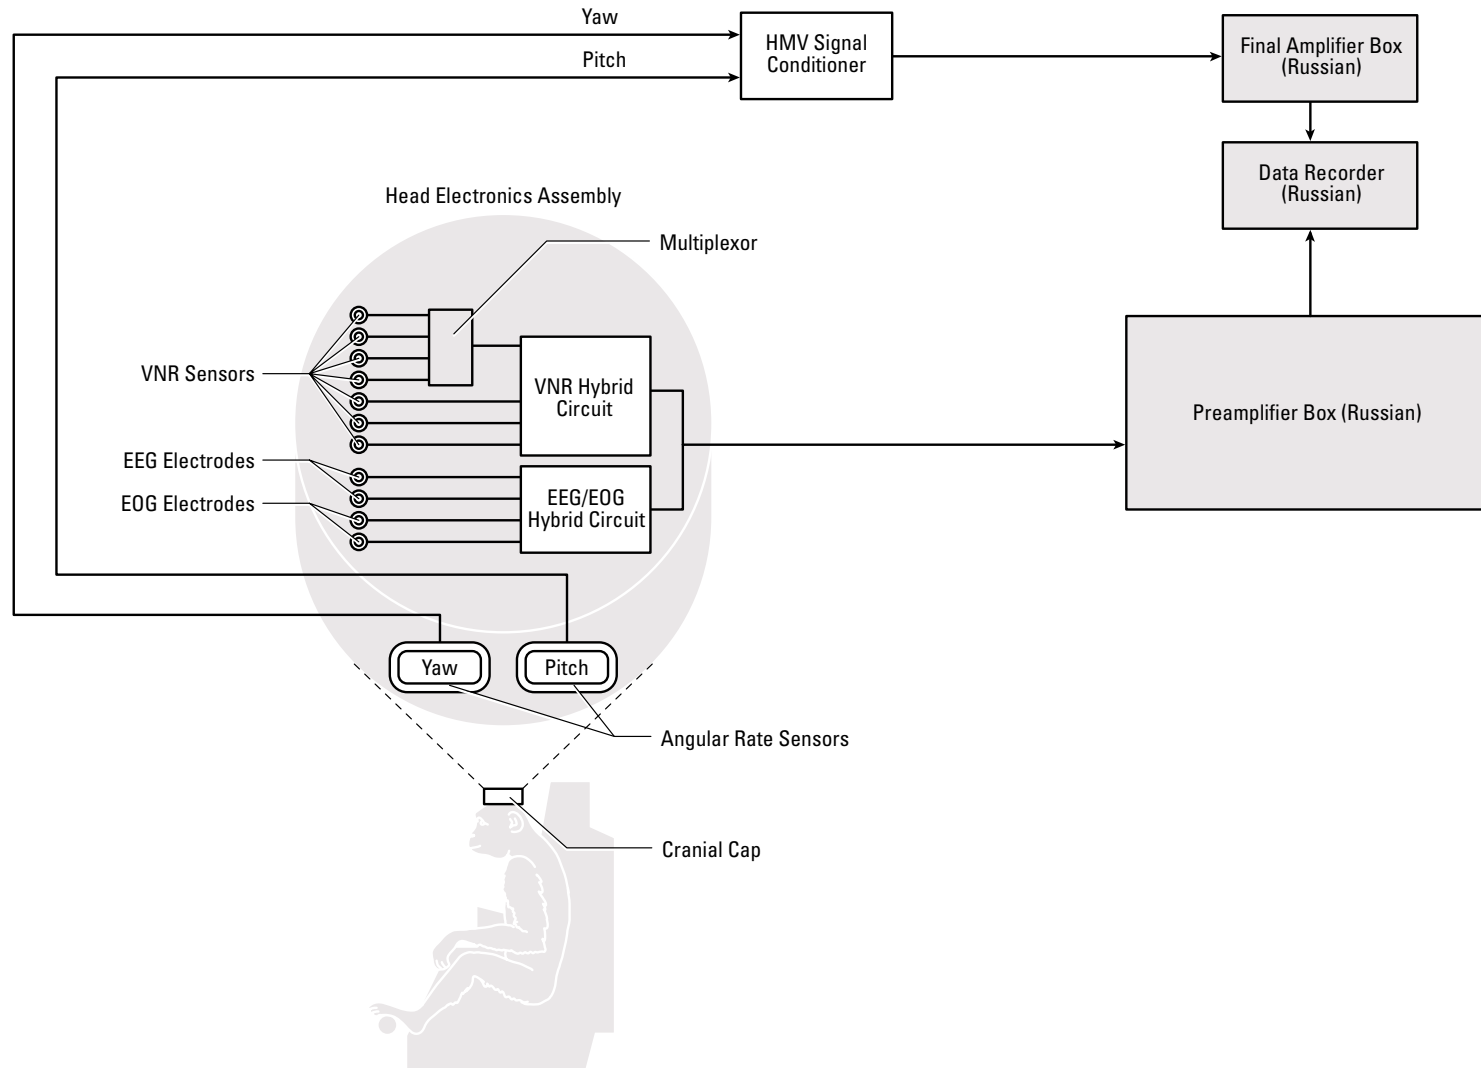 Yaw
Pitch
HMV Signal
Conditioner
Final Amplifier Box
(Russian)
Data Recorder
(Russian)
Head Electronics Assembly
Multiplexor
VNR Sensors
VNR Hybrid
Circuit
Preamplifier Box (Russian)
EEG Electrodes
EOG Electrodes
EEG/EOG
Hybrid Circuit
Yaw
Pitch
Angular Rate Sensors
Cranial Cap